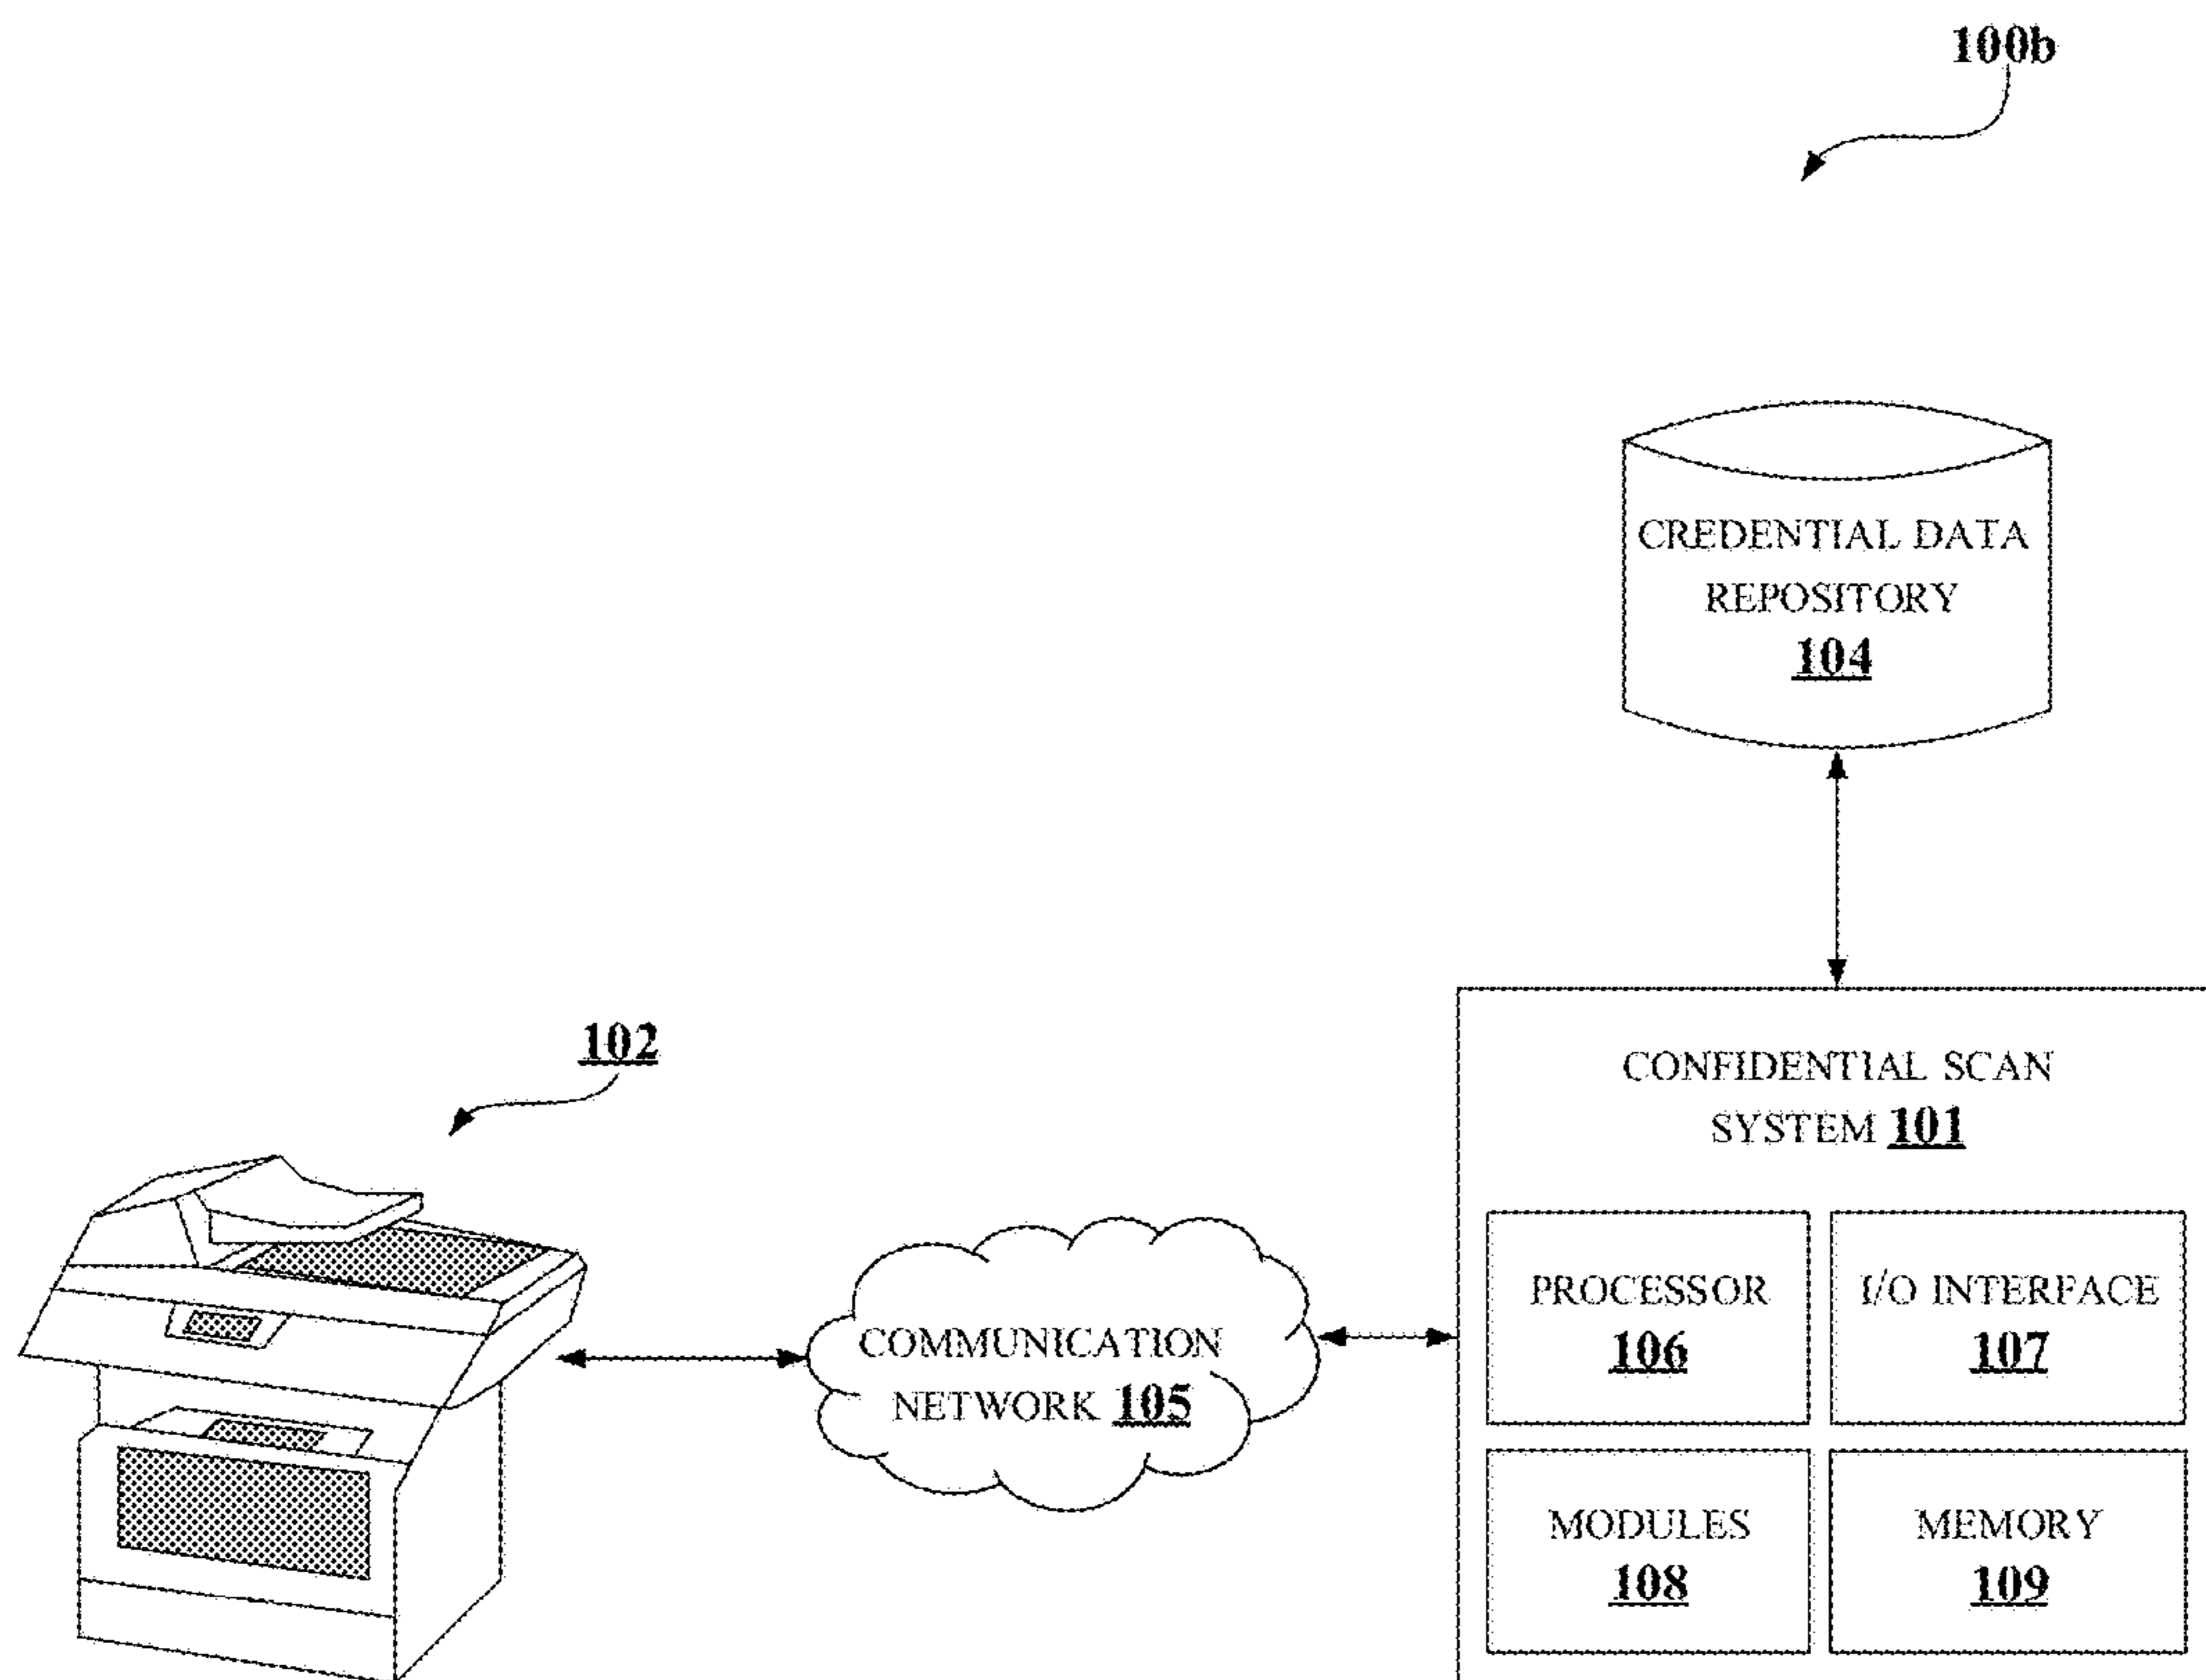 100b
CREDENTIAL DATA
REPOSITORY
104
102
CONFIDENTIAL SCAN
SYSTEM 101
PROCESSOR
106
I/O INTERFACE
107
COMMUNICATION
NETWORK 105
MODULES
108
MEMORY
109